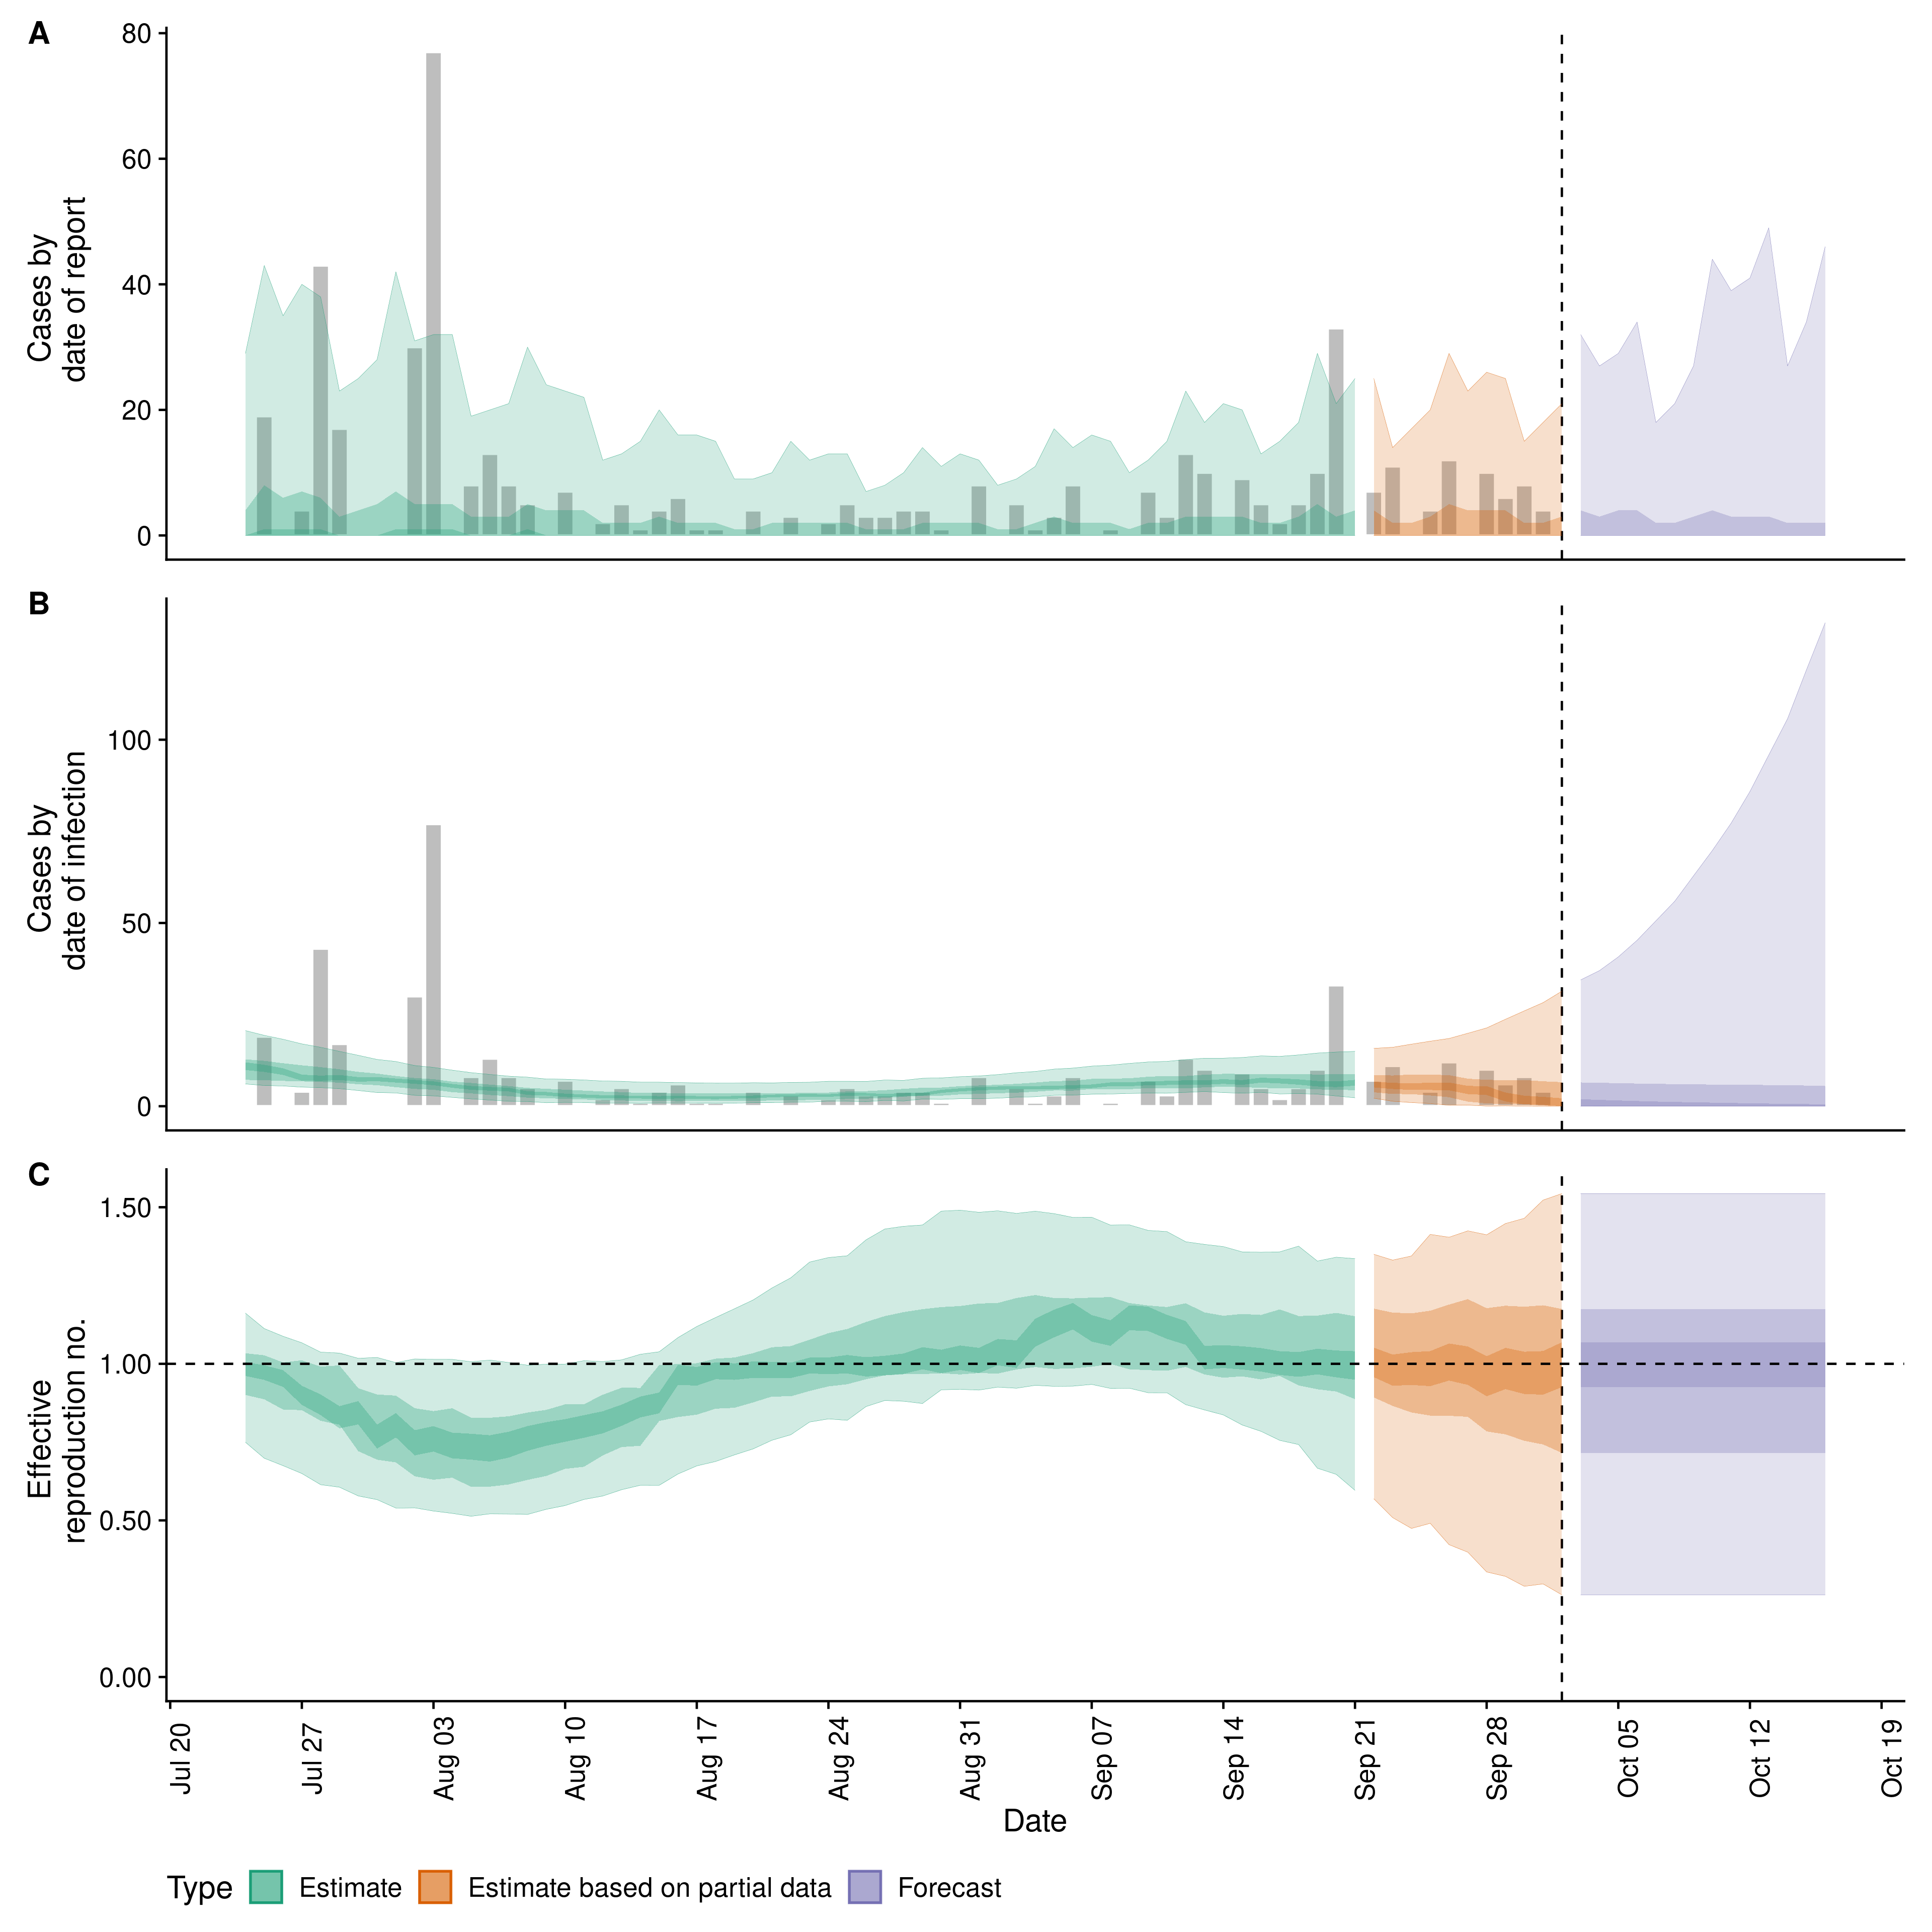 A
80
60
40
20
0
Cases by
date of report
B
100
50
0
Cases by
date of infection
C
1.50
1.00
0.50
0.00
Effective
reproduction no.
Jul 20
Jul 27
Aug 03
Aug 10
Aug 17
Aug 24
Aug 31
Sep 07
Sep 14
Sep 21
Sep 28
Oct 05
Oct 12
Oct 19
Date
Type Estimate Estimate based on partial data Forecast